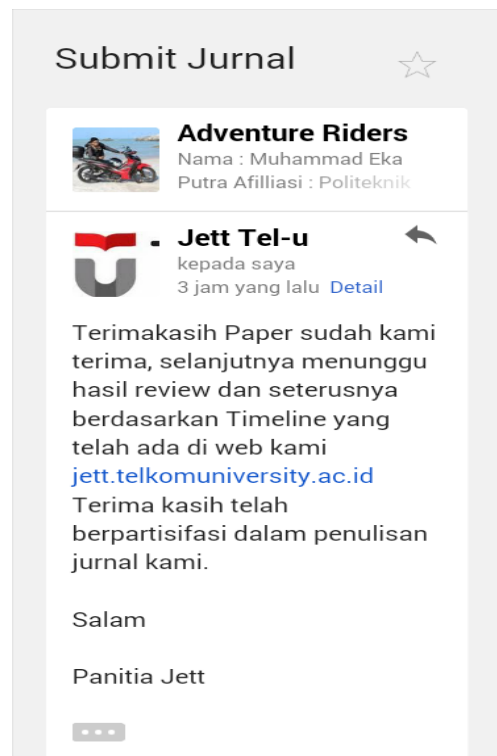 Submit Jurnal
Adventure Riders
Nama : Muhammad Eka
Putra Afilliasi : Politeknik
Jett Tel-u
kepada saya
3 jam yang lalu Detail
Terimakasih Paper sudah kami
terima, selanjutnya menunggu
hasil review dan seterusnya
berdasarkan Timeline yang
telah ada di web kami
jett.telkomuniversity.ac.id
Terima kasih telah
berpartisifasi dalam penulisan
jurnal kami.
Salam
Panitia Jett